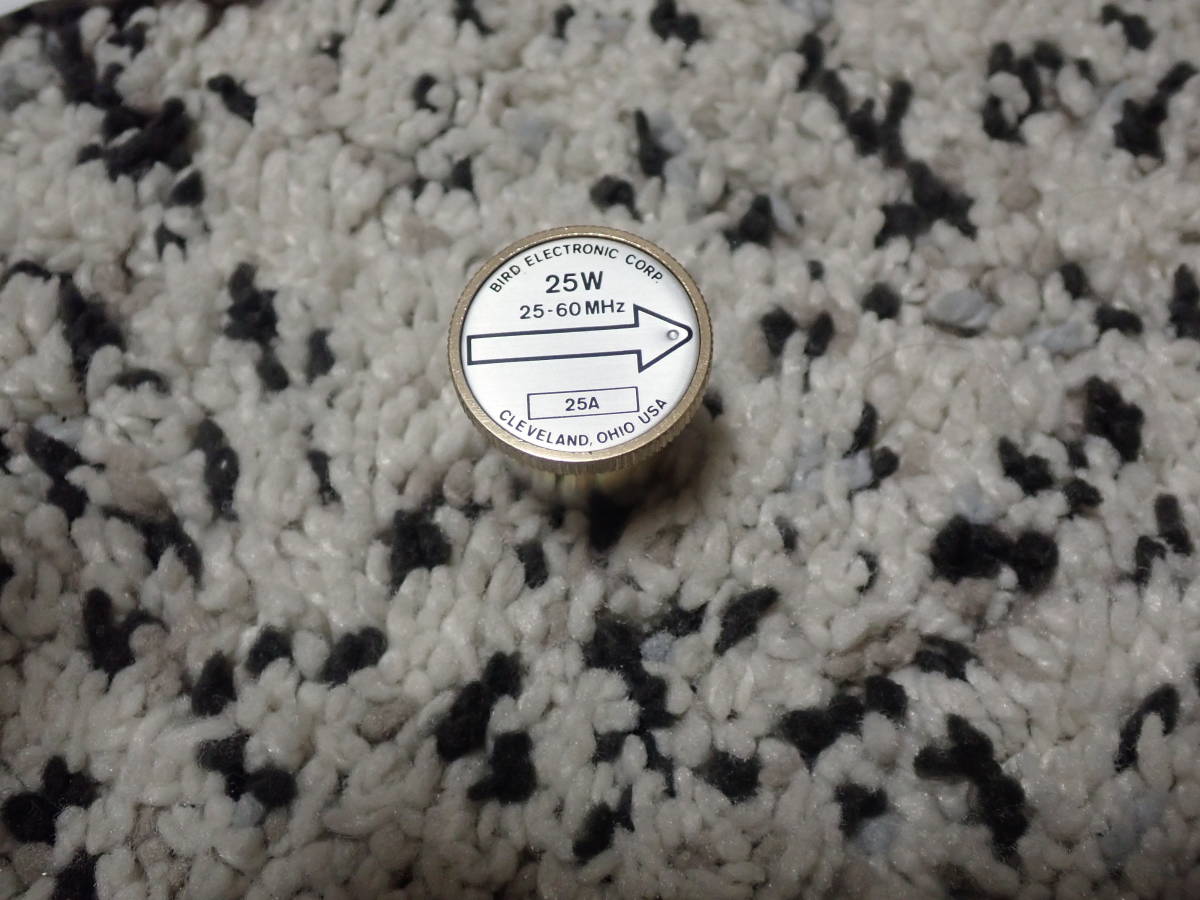 BIRD ELECTRONIC CORP.
25W
25-60 MHz
25A
CLEVELAND, OHIO USA